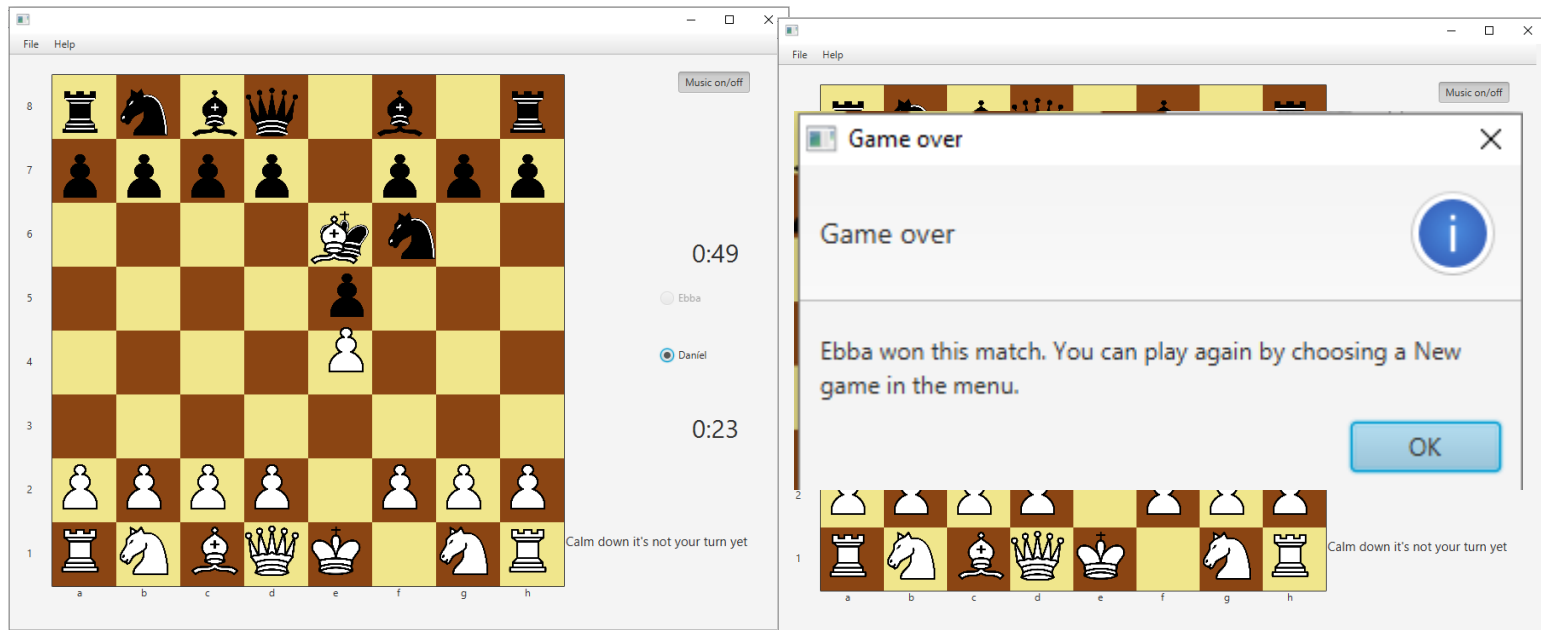 File Help
Music on/off
8
7
6
0:49
5
Ebba
4
Daníel
3
0:23
2
1
Calm down it's not your turn yet
a b c d e f g h
File Help
Music on/off
Game over
Game over
i
Ebba won this match. You can play again by choosing a New
game in the menu.
OK
2
1
Calm down it's not your turn yet
a b c d e f g h